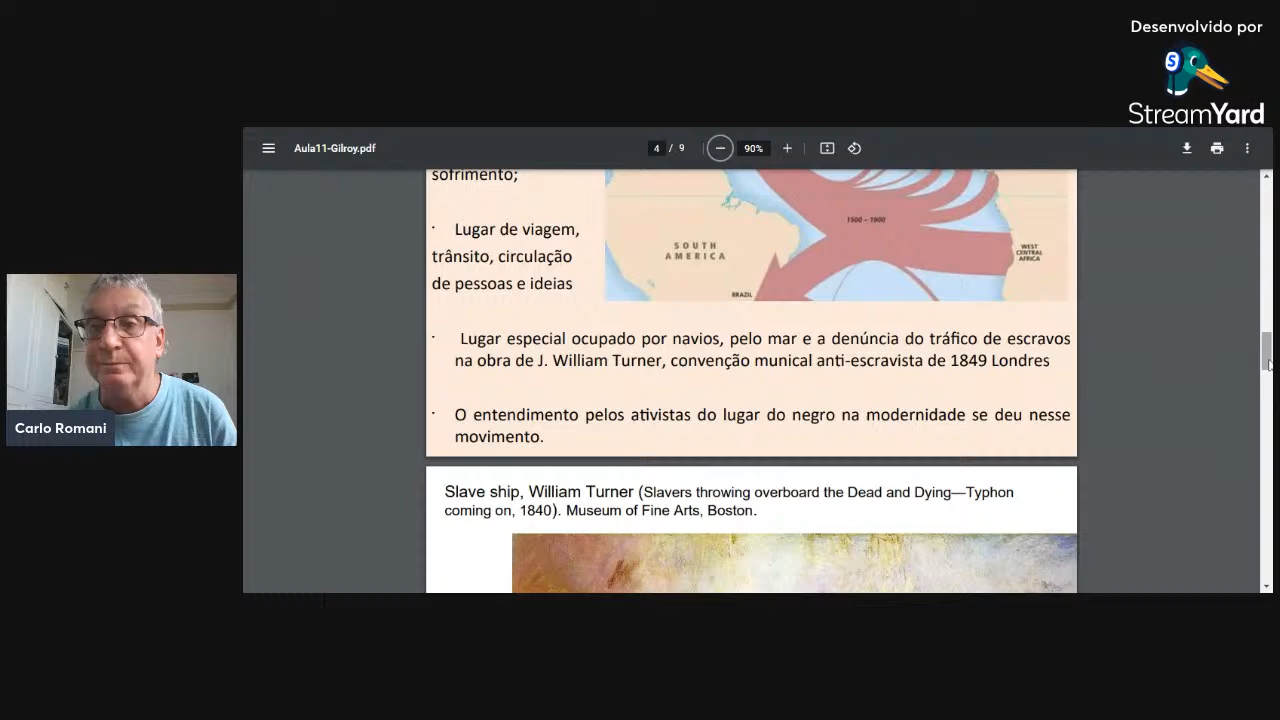 Desenvolvido por
StreamYard
Aula11-Gilroy.pdf
4 / 9
90%
sofrimento;
· Lugar de viagem,
trânsito, circulação
de pessoas e ideias
1500 – 1900
SOUTH
AMERICA
WEST
CENTRAL
AFRICA
BRAZIL
· Lugar especial ocupado por navios, pelo mar e a denúncia do tráfico de escravos
na obra de J. William Turner, convenção munical anti-escravista de 1849 Londres
· O entendimento pelos ativistas do lugar do negro na modernidade se deu nesse
movimento.
Carlo Romani
Slave ship, William Turner (Slavers throwing overboard the Dead and Dying—Typhon
coming on, 1840). Museum of Fine Arts, Boston.